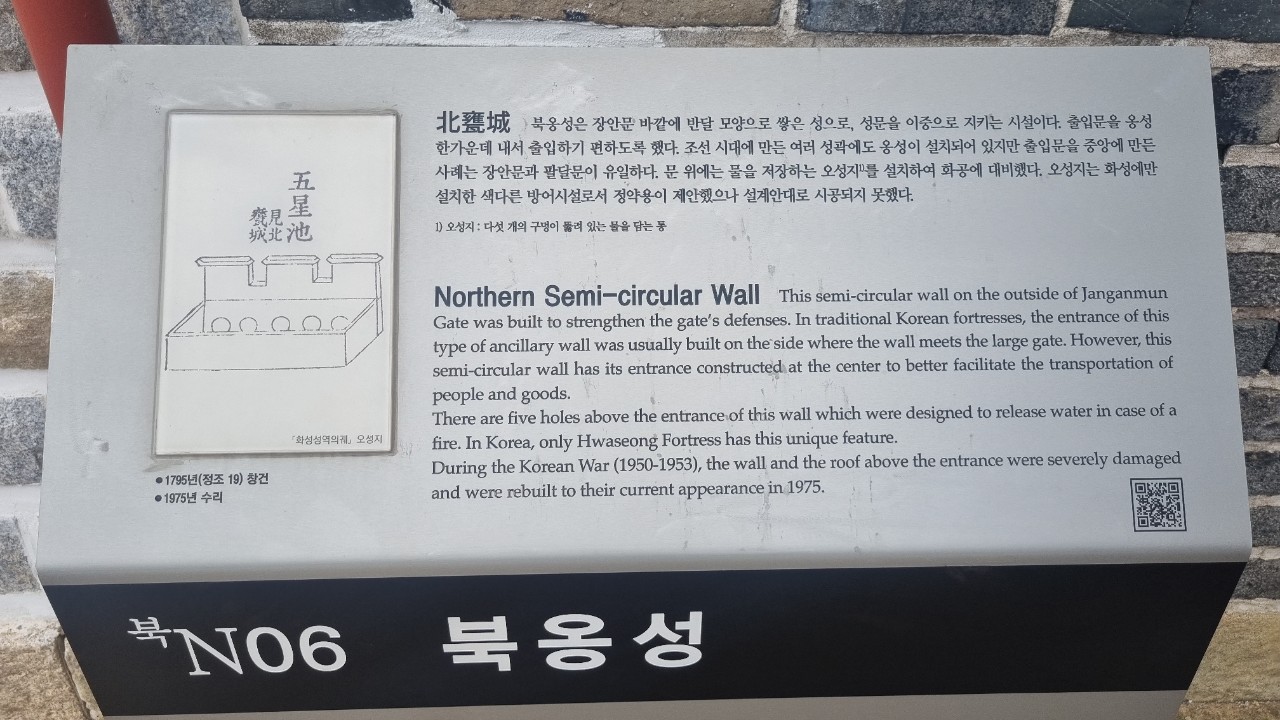 五星池
見北
甕城
「화성성역의궤」 오성지
●1795년(정조 19) 창건
●1975년 수리
北甕城 북옹성은 장안문 바깥에 반달 모양으로 쌓은 성으로, 성문을 이중으로 지키는 시설이다. 출입문을 옹성
한가운데 내서 출입하기 편하도록 했다. 조선 시대에 만든 여러 성곽에도 옹성이 설치되어 있지만 출입문을 중앙에 만든
사례는 장안문과 팔달문이 유일하다. 문 위에는 물을 저장하는 오성지1)를 설치하여 화공에 대비했다. 오성지는 화성에만
설치한 색다른 방어시설로서 정약용이 제안했으나 설계안대로 시공되지 못했다.
1) 오성지 : 다섯 개의 구멍이 뚫려 있는 물을 담는 통
Northern Semi-circular Wall This semi-circular wall on the outside of Janganmun
Gate was built to strengthen the gate's defenses. In traditional Korean fortresses, the entrance of this
type of ancillary wall was usually built on the side where the wall meets the large gate. However, this
semi-circular wall has its entrance constructed at the center to better facilitate the transportation of
people and goods.
There are five holes above the entrance of this wall which were designed to release water in case of a
fire. In Korea, only Hwaseong Fortress has this unique feature.
During the Korean War (1950-1953), the wall and the roof above the entrance were severely damaged
and were rebuilt to their current appearance in 1975.
북N06 북옹성